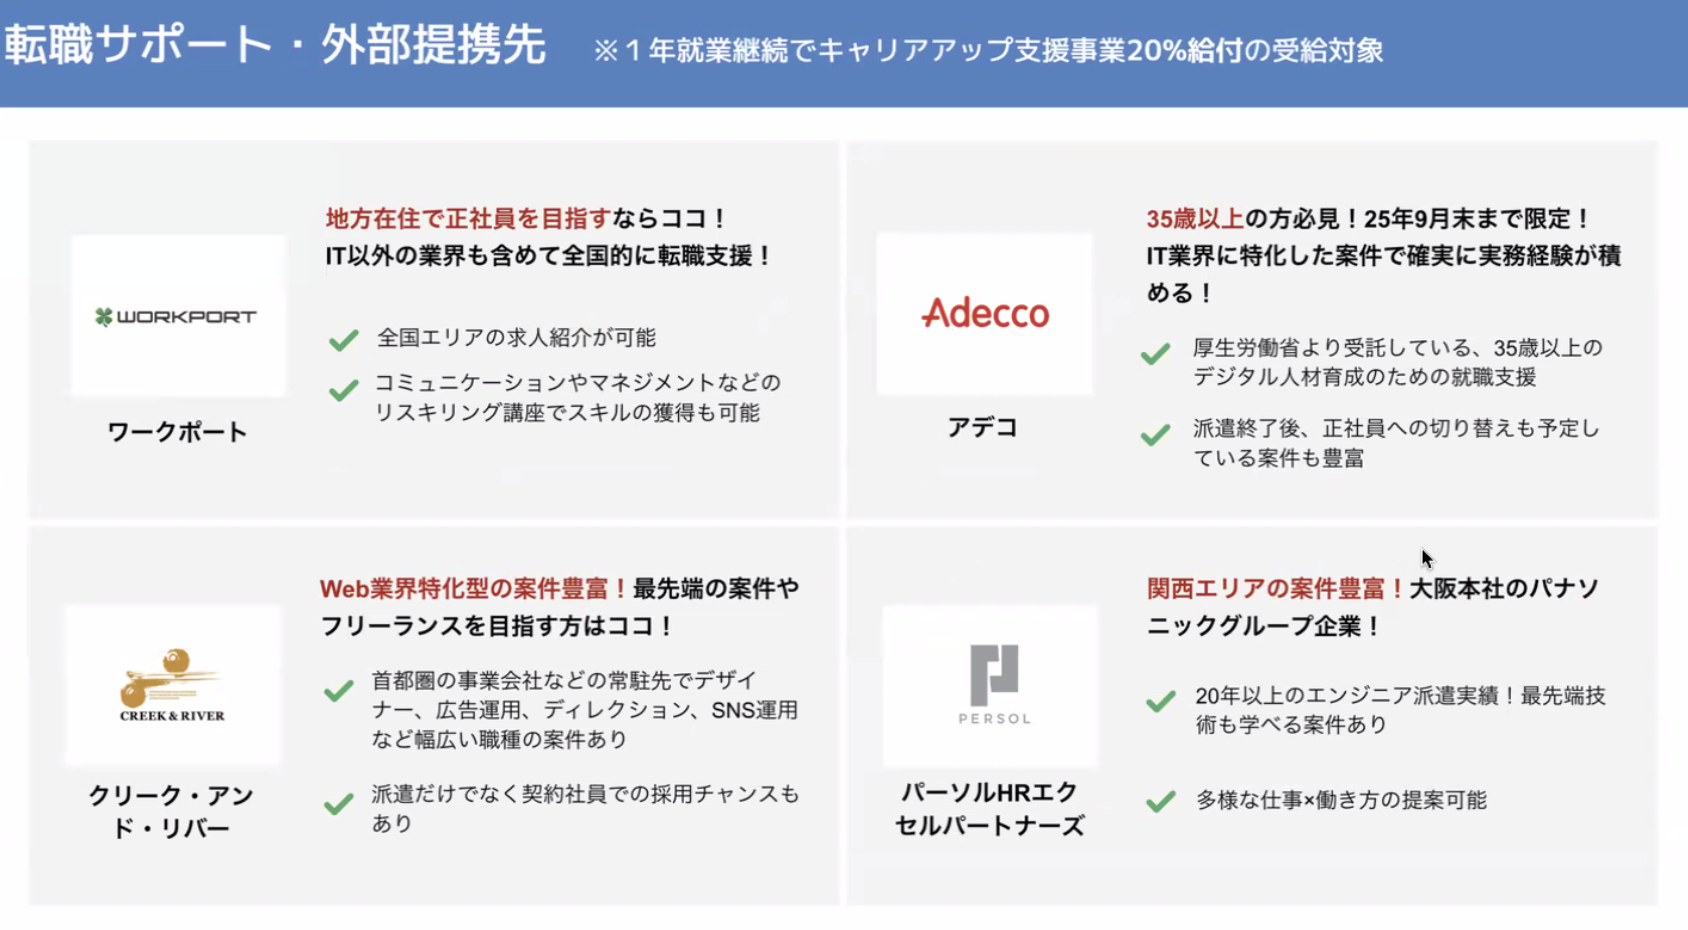 転職サポート・外部提携先 ※１年就業継続でキャリアアップ支援事業20%給付の受給対象
WORKPORT
ワークポート
地方在住で正社員を目指すならココ！
IT以外の業界も含めて全国的に転職支援！
全国エリアの求人紹介が可能
コミュニケーションやマネジメントなどの
リスキリング講座でスキルの獲得も可能
Adecco
アデコ
35歳以上の方必見！25年9月末まで限定！
IT業界に特化した案件で確実に実務経験が積
める！
厚生労働省より受託している、35歳以上の
デジタル人材育成のための就職支援
派遣終了後、正社員への切り替えも予定し
ている案件も豊富
CREEK & RIVER
クリーク・アン
ド・リバー
Web業界特化型の案件豊富！最先端の案件や
フリーランスを目指す方はココ！
首都圏の事業会社などの常駐先でデザイ
ナー、広告運用、ディレクション、SNS運用
など幅広い職種の案件あり
派遣だけでなく契約社員での採用チャンスも
あり
PERSOL
パーソルHRエク
セルパートナーズ
関西エリアの案件豊富！大阪本社のパナソ
ニックグループ企業！
20年以上のエンジニア派遣実績！最先端技
術も学べる案件あり
多様な仕事×働き方の提案可能